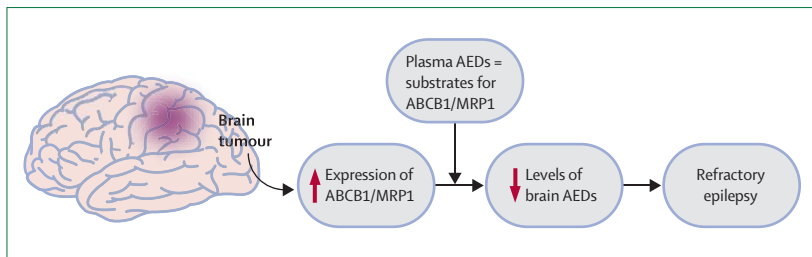 Plasma AEDs =
substrates for
ABCB1/MRP1
Brain
tumour
Expression of
ABCB1/MRP1
Levels of
brain AEDs
Refractory
epilepsy